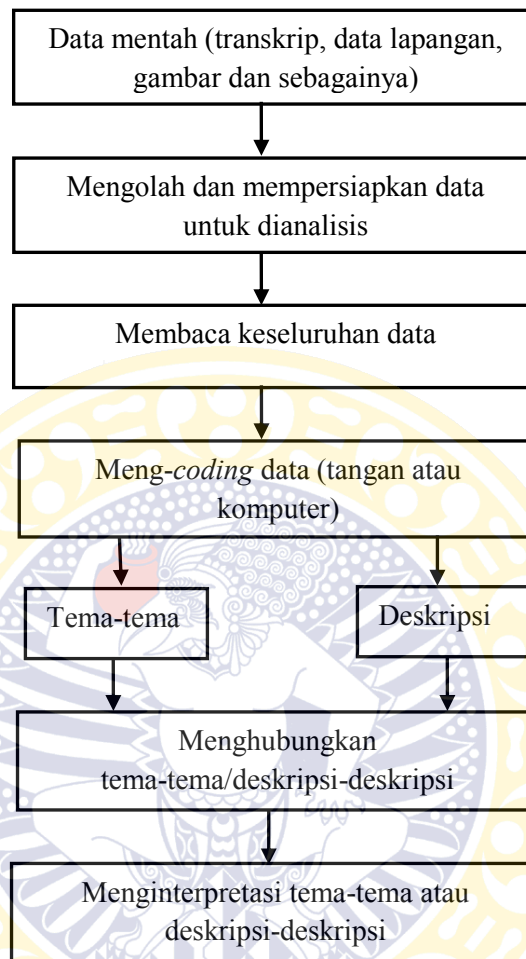 Data mentah (transkrip, data lapangan,
gambar dan sebagainya)
Mengolah dan mempersiapkan data
untuk dianalisis
Membaca keseluruhan data
Meng-coding data (tangan atau
komputer)
Tema-tema
Deskripsi
Menghubungkan
tema-tema/deskripsi-deskripsi
Menginterpretasi tema-tema atau
deskripsi-deskripsi